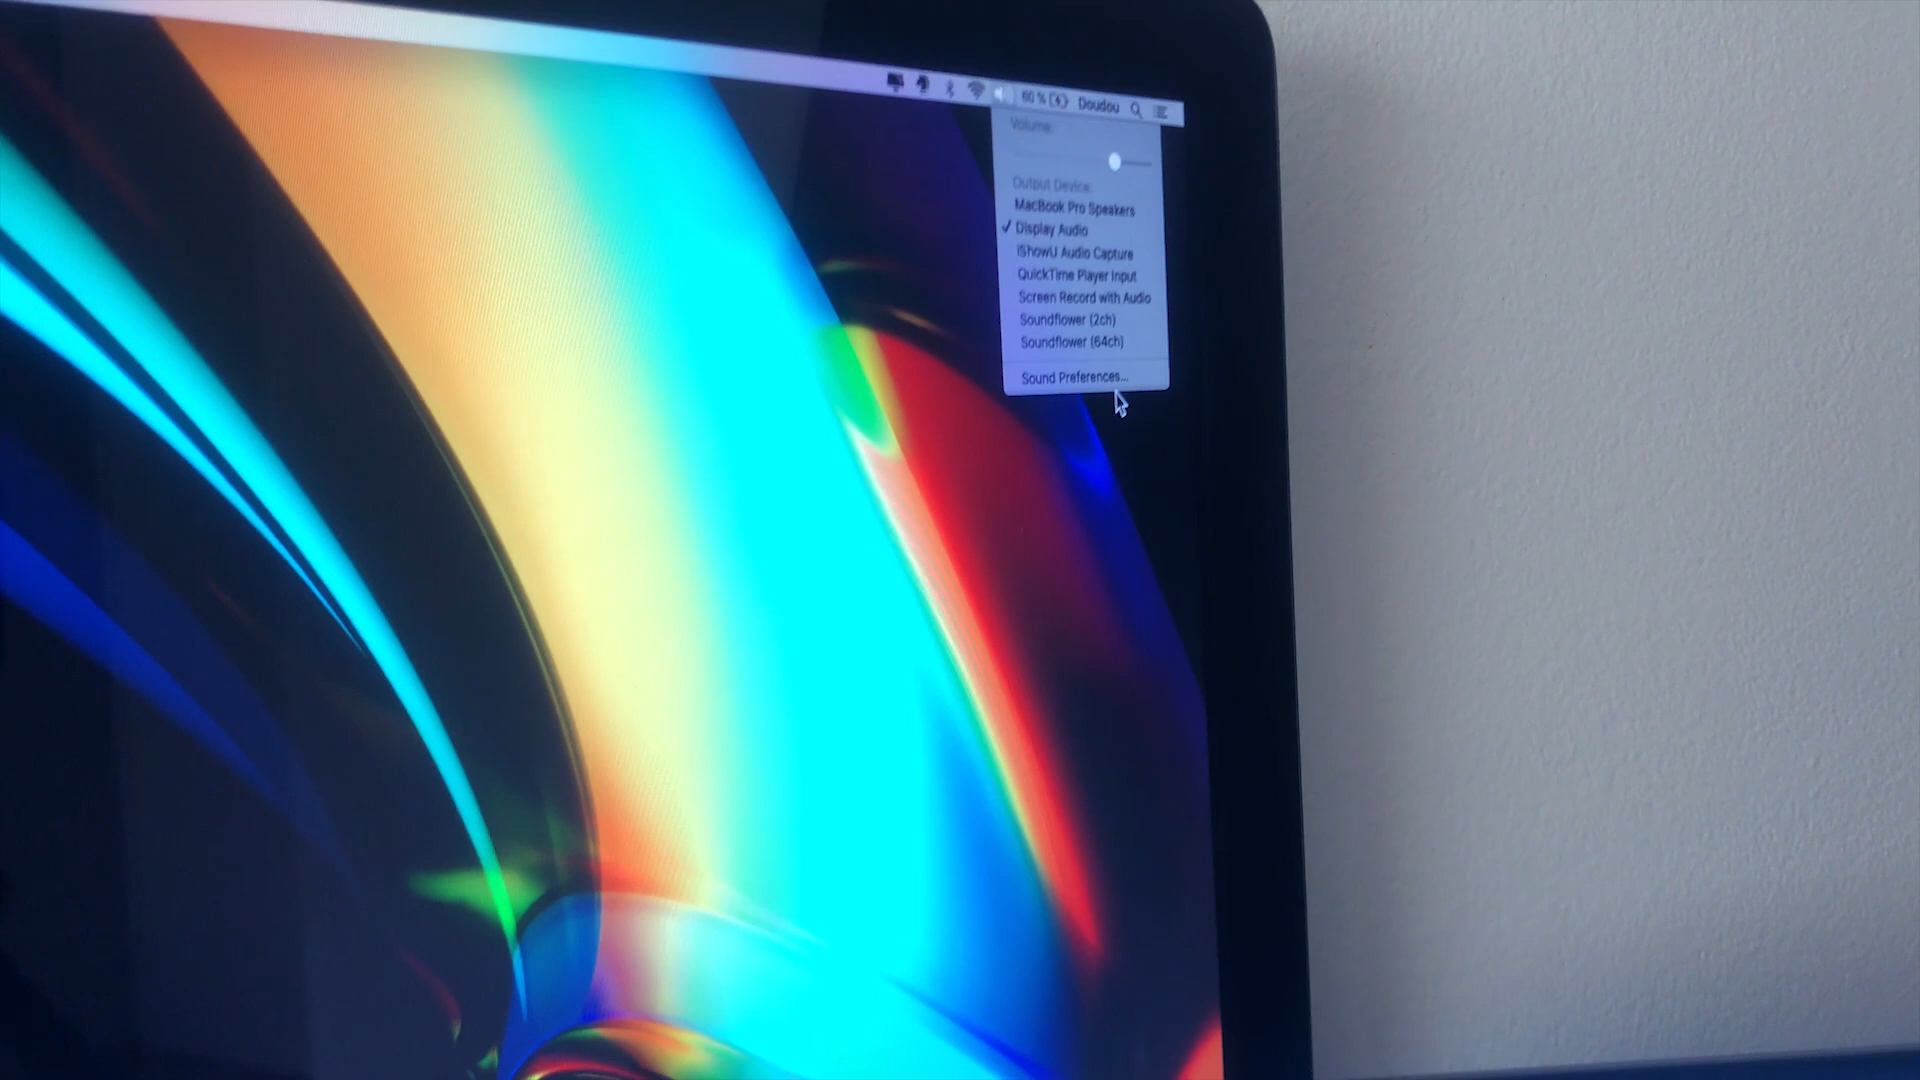 60 % Doudou
Volume:
Output Device:
MacBook Pro Speakers
✓ Display Audio
iShowU Audio Capture
QuickTime Player Input
Screen Record with Audio
Soundflower (2ch)
Soundflower (64ch)
Sound Preferences...